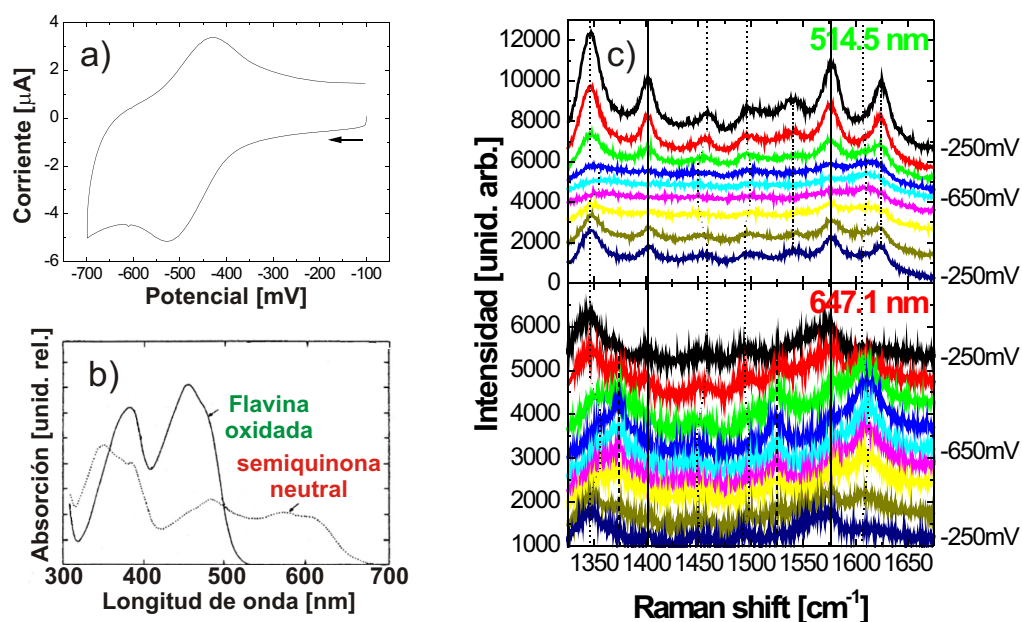 a)
Corriente [μA]
4
2
0
-2
-4
-6
-700 -600 -500 -400 -300 -200 -100
Potencial [mV]
b)
Absorción [unid. rel.]
Flavina
oxidada
semiquinona
neutral
300 400 500 600 700
Longitud de onda [nm]
c)
514.5 nm
Intensidad [unid. arb.]
12000
10000
8000
6000
4000
2000
0
-250mV
-650mV
-250mV
647.1 nm
6000
5000
4000
3000
2000
1000
-250mV
-650mV
-250mV
1350 1400 1450 1500 1550 1600 1650
Raman shift [cm⁻¹]